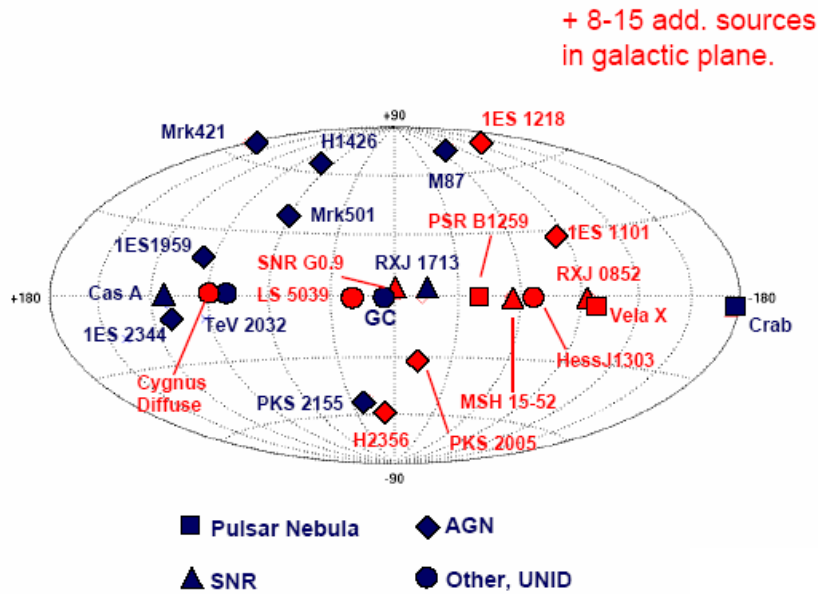 + 8-15 add. sources
in galactic plane.
+90
1ES 1218
Mrk421
H1426
M87
Mrk501
PSR B1259
1ES 1101
1ES1959
SNR G0.9
RXJ 1713
RXJ 0852
+180
Cas A
LS 5039
GC
-180
Vela X
Crab
1ES 2344
TeV 2032
HessJ1303
Cygnus
Diffuse
PKS 2155
MSH 15-52
H2356
PKS 2005
-90
Pulsar Nebula
AGN
SNR
Other, UNID